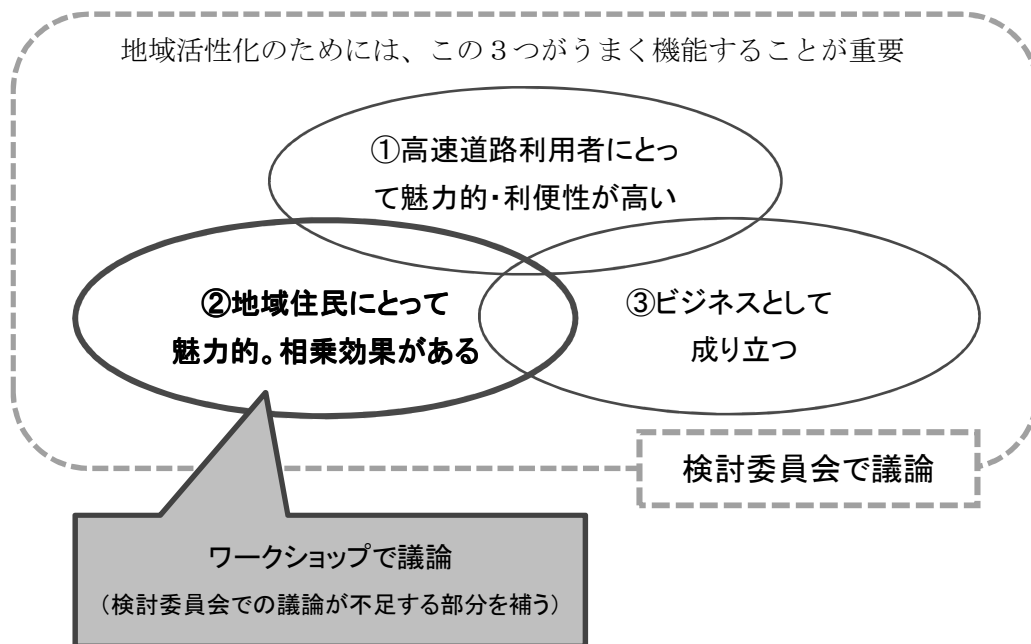 地域活性化のためには、この３つがうまく機能することが重要
①高速道路利用者にとっ
て魅力的・利便性が高い
②地域住民にとって
魅力的。相乗効果がある
③ビジネスとして
成り立つ
検討委員会で議論
ワークショップで議論
（検討委員会での議論が不足する部分を補う）